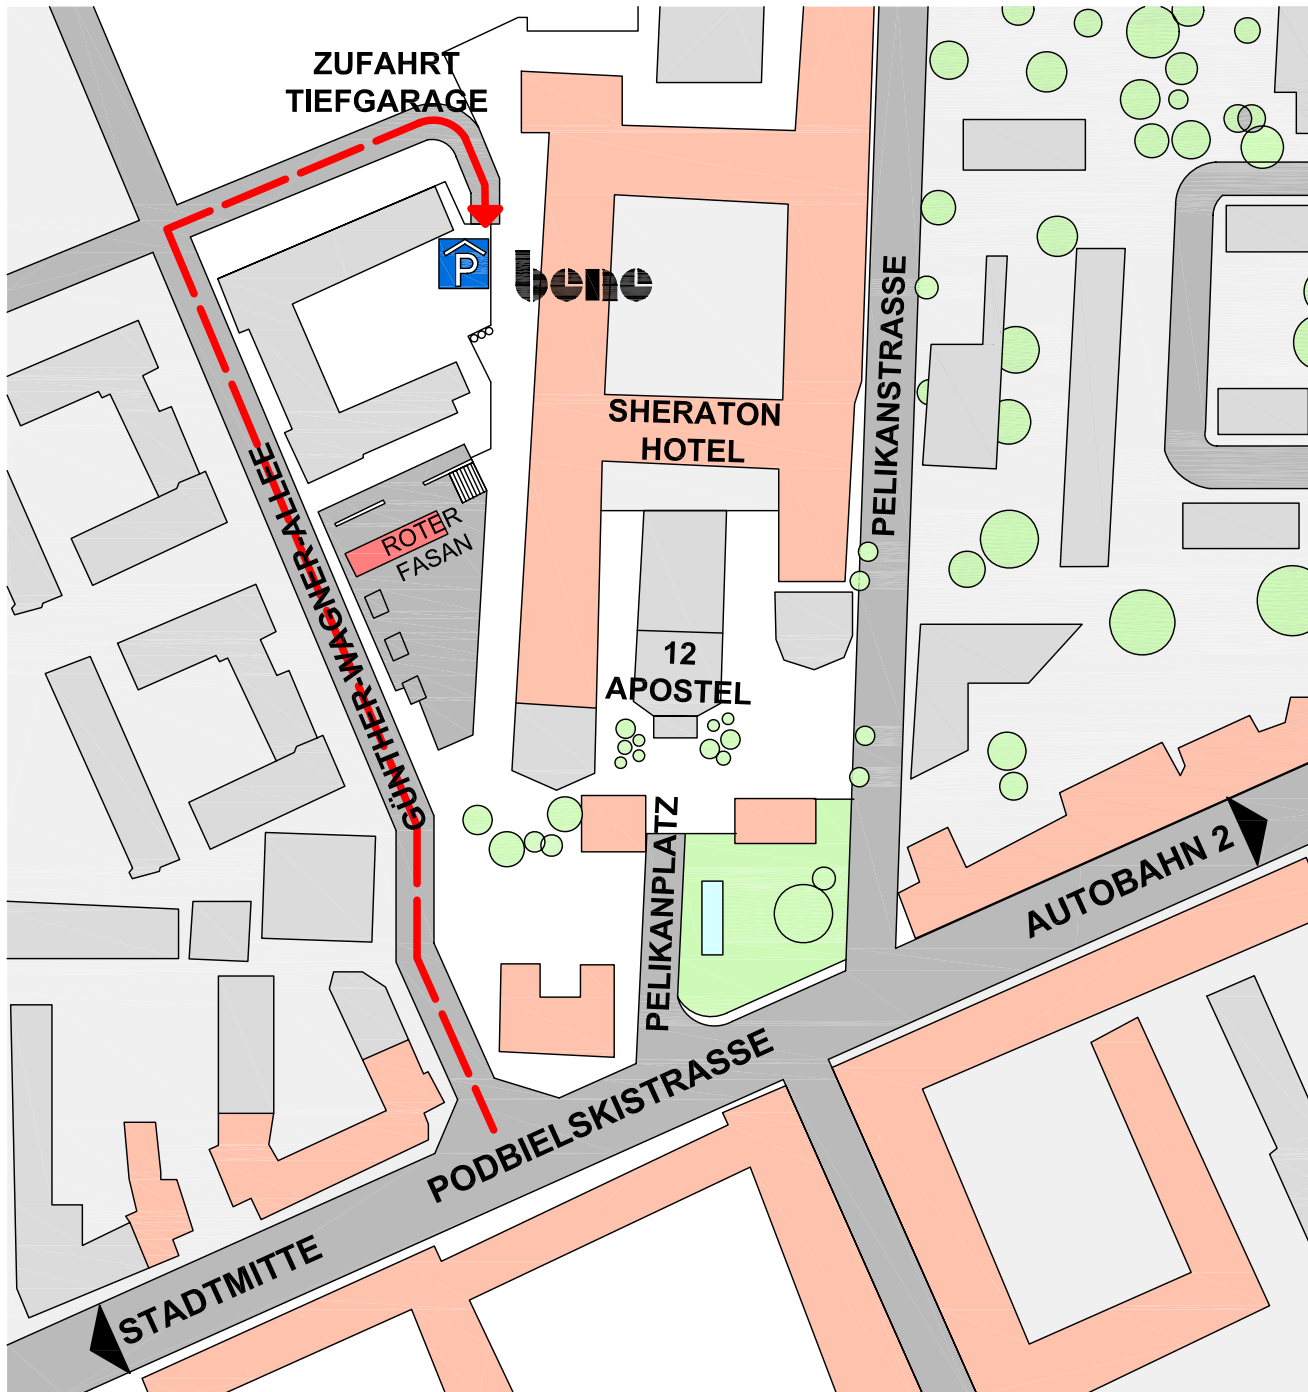 ZUFAHRT
TIEFGARAGE
P
bene
PELIKANSTRASSE
SHERATON
HOTEL
GÜNTHER-WAGNER-ALLEE
ROTER
FASAN
12
APOSTEL
PELIKANPLATZ
AUTOBAHN 2
PODBIELSKISTRASSE
STADTMITTE